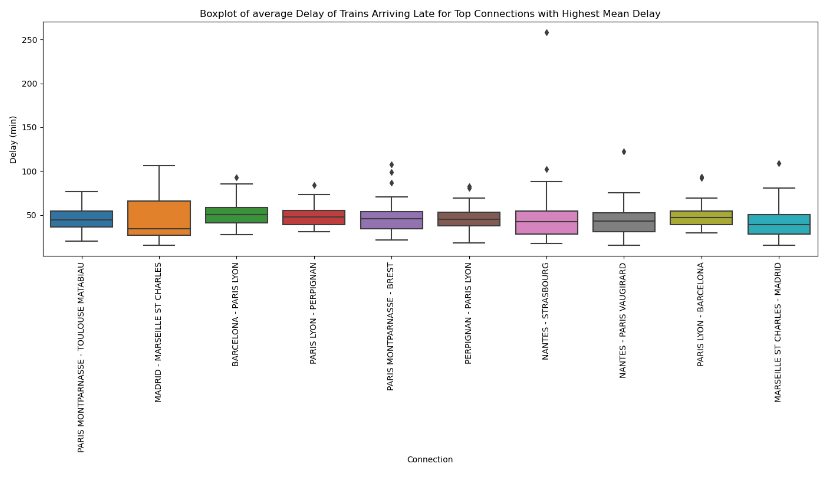 Boxplot of average Delay of Trains Arriving Late for Top Connections with Highest Mean Delay
Delay (min)
250
200
150
100
50
PARIS MONTPARNASSE - TOULOUSE MATABIAU
MADRID - MARSEILLE ST CHARLES
BARCELONA - PARIS LYON
PARIS LYON - PERPIGNAN
PARIS MONTPARNASSE - BREST
PERPIGNAN - PARIS LYON
NANTES - STRASBOURG
NANTES - PARIS VAUGIRARD
PARIS LYON - BARCELONA
MARSEILLE ST CHARLES - MADRID
Connection